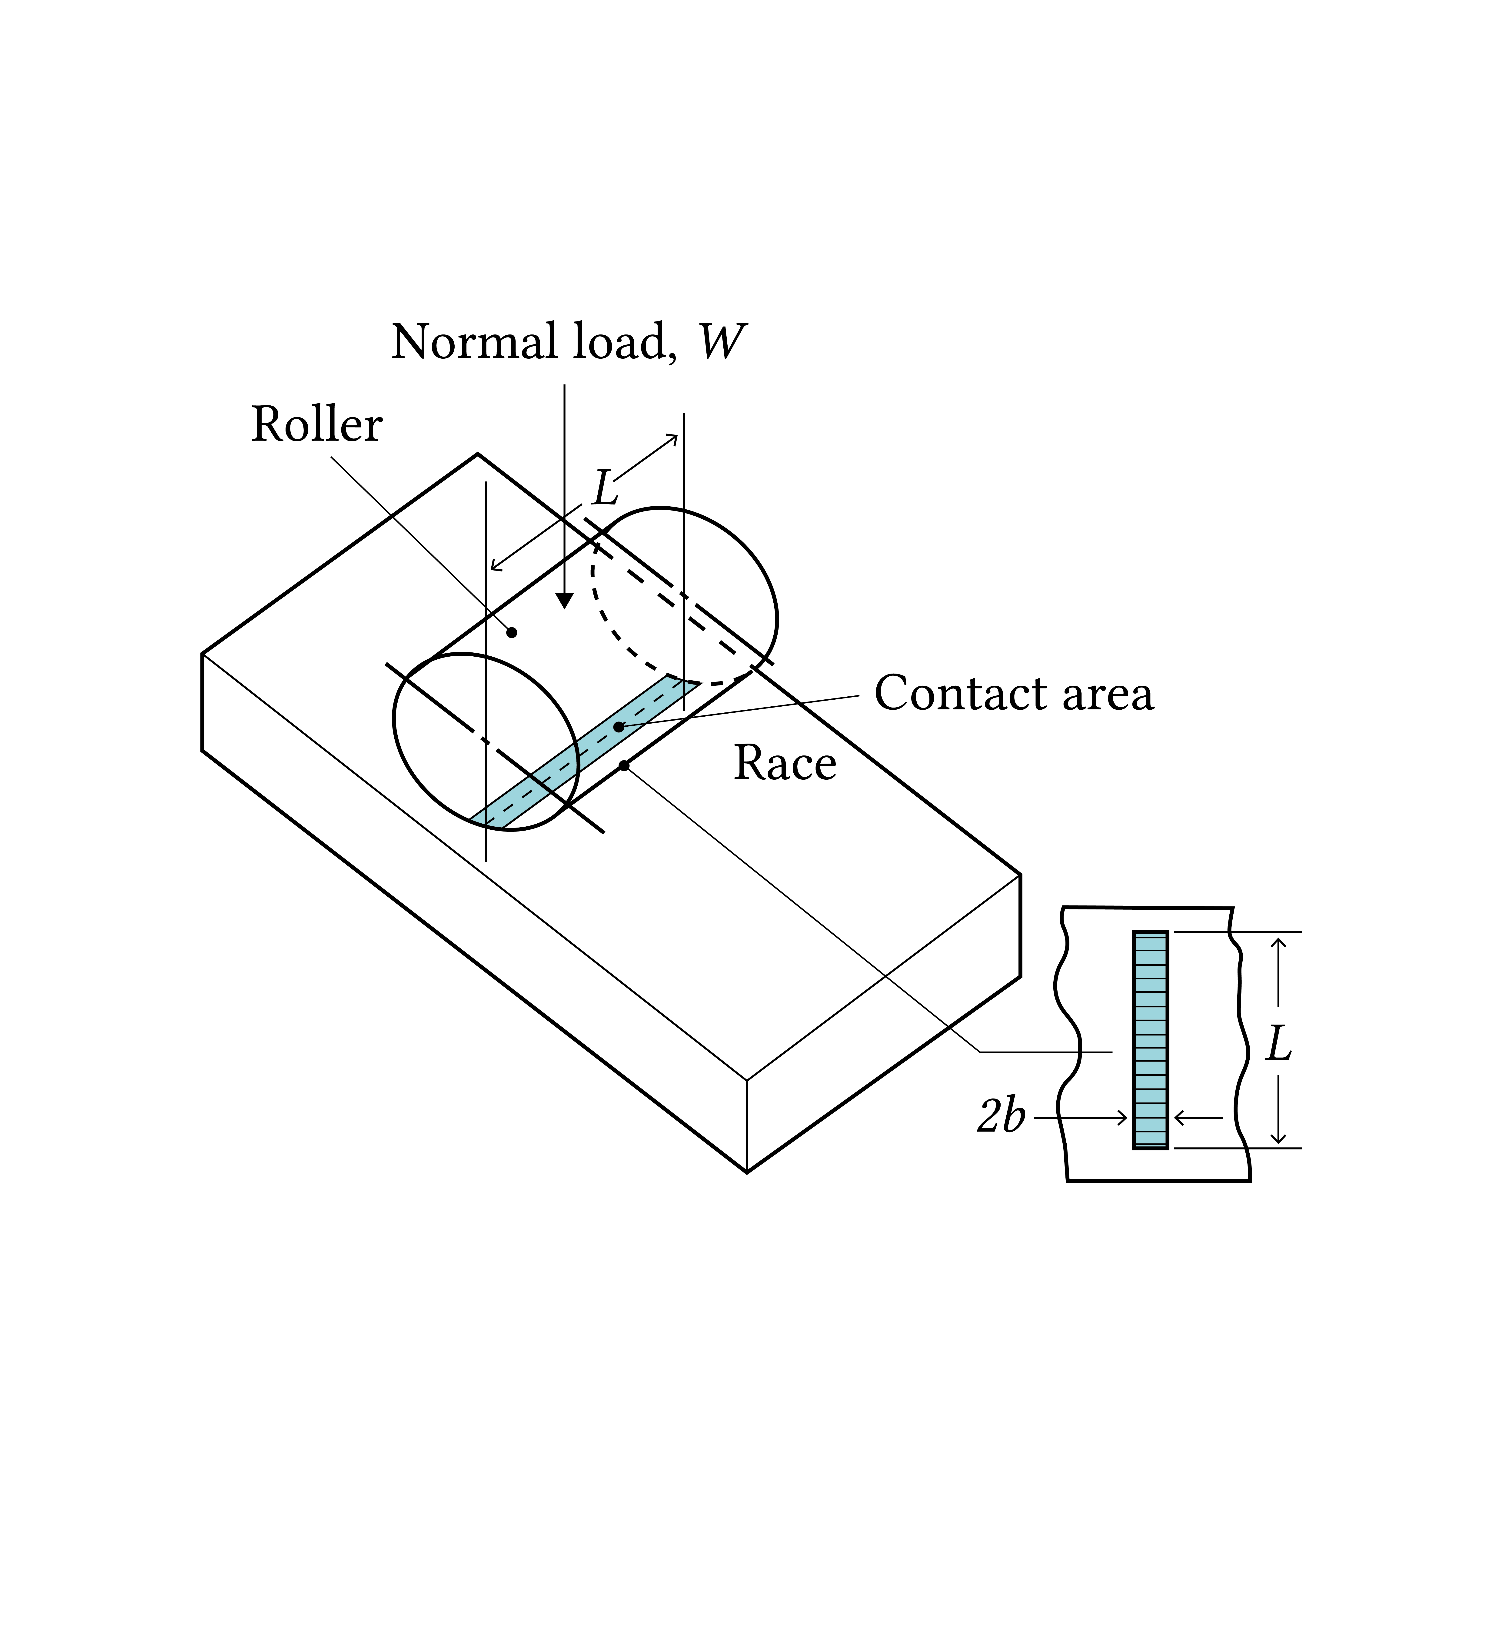 Normal load, W
Roller
L
Contact area
Race
L
2b